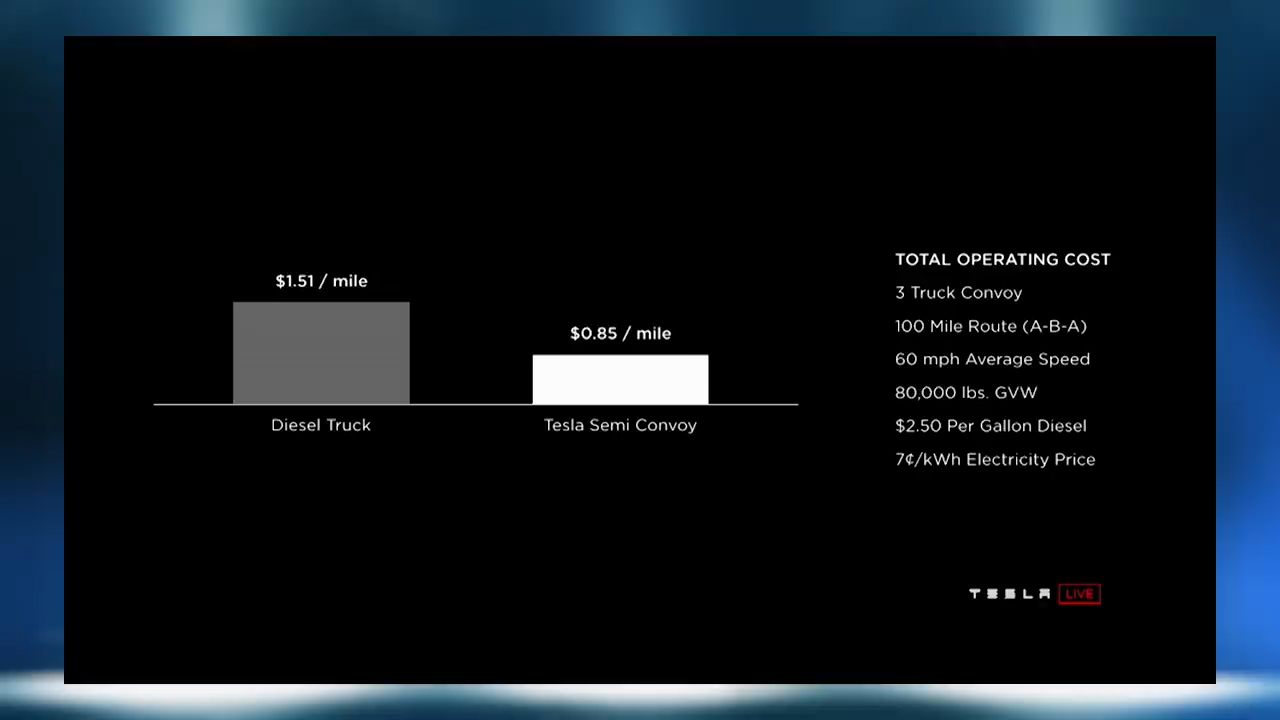 $1.51 / mile
$0.85 / mile
Diesel Truck
Tesla Semi Convoy
TOTAL OPERATING COST
3 Truck Convoy
100 Mile Route (A-B-A)
60 mph Average Speed
80,000 lbs. GVW
$2.50 Per Gallon Diesel
7¢/kWh Electricity Price
TESLA LIVE